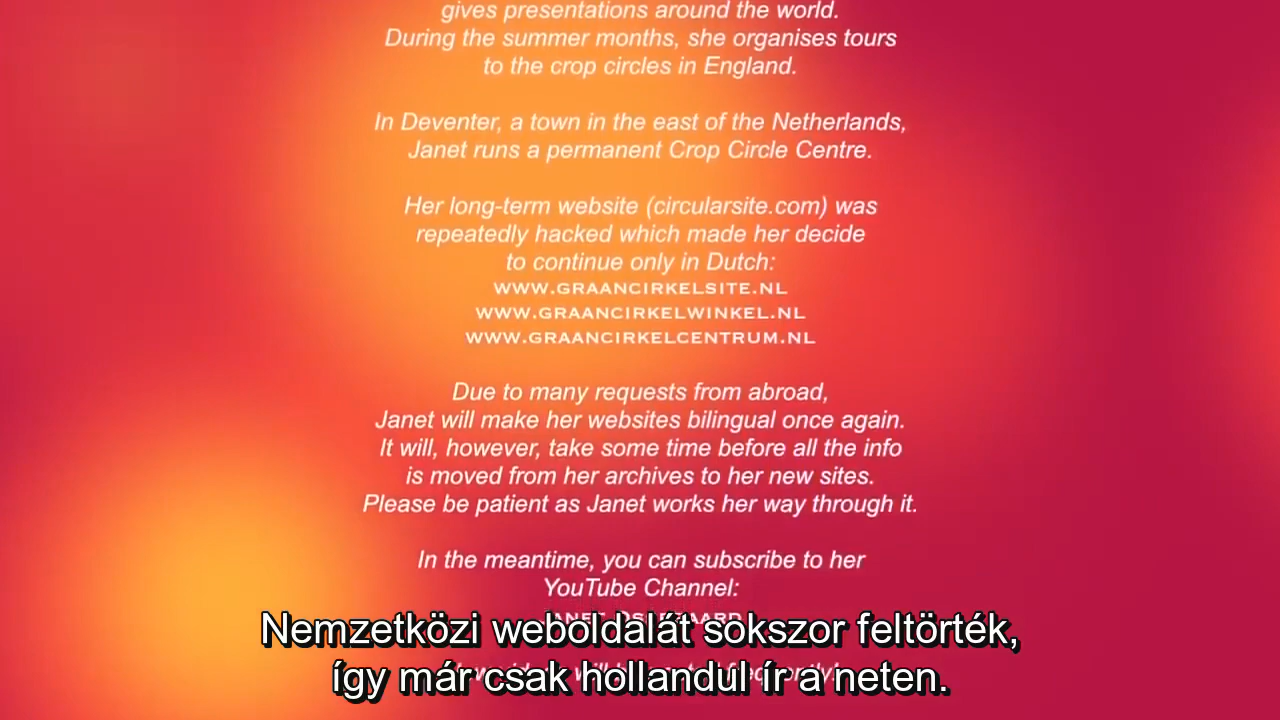 gives presentations around the world.
During the summer months, she organises tours
to the crop circles in England.
In Deventer, a town in the east of the Netherlands,
Janet runs a permanent Crop Circle Centre.
Her long-term website (circularsite.com) was
repeatedly hacked which made her decide
to continue only in Dutch:
WWW.GRAANCIRKELSITE.NL
WWW.GRAANCIRKELWINKEL.NL
WWW.GRAANCIRKELCENTRUM.NL
Due to many requests from abroad,
Janet will make her websites bilingual once again.
It will, however, take some time before all the info
is moved from her archives to her new sites.
Please be patient as Janet works her way through it.
In the meantime, you can subscribe to her
YouTube Channel:
Nemzetközi weboldalát sokszor feltörték,
így már csak hollandul ír a neten.